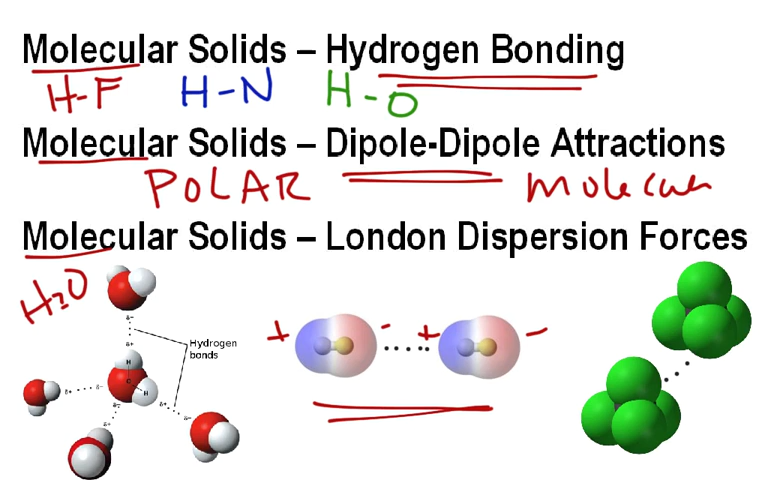 Molecular Solids – Hydrogen Bonding
H-F H-N H-O
Molecular Solids – Dipole-Dipole Attractions
POLAR
Molecular Solids – London Dispersion Forces
H2O
δ-
δ+
Hydrogen
bonds
H
O
H
δ+ δ-
δ-
δ+
δ+
δ-
+ - + -